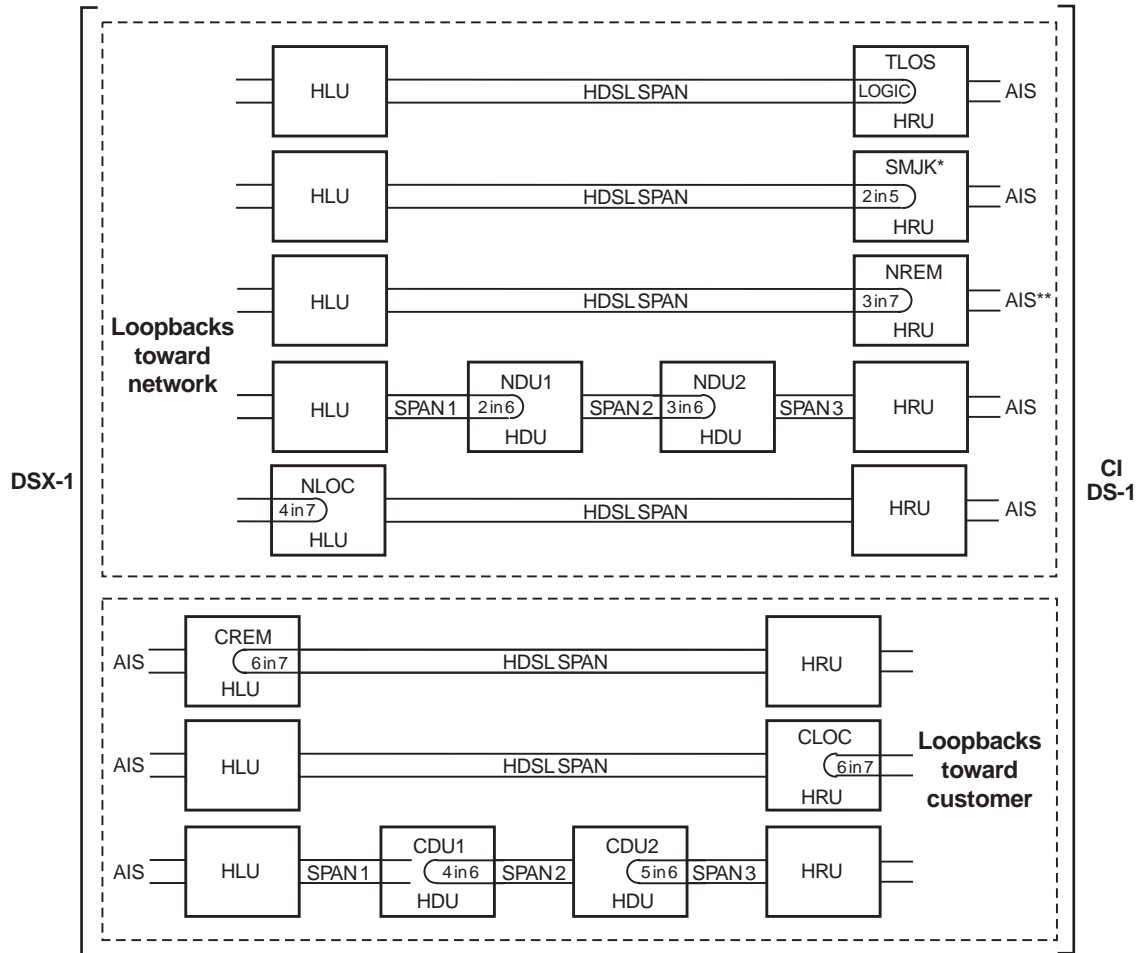 TLOS
HLU
HDSL SPAN
LOGIC
AIS
HRU
SMJK*
HLU
HDSL SPAN
2 in 5
AIS
HRU
NREM
HLU
HDSL SPAN
3 in 7
AIS**
HRU
Loopbacks
toward
network
NDU1
NDU2
HLU
SPAN 1
2 in 6
SPAN 2
3 in 6
SPAN 3
HRU
AIS
HDU
HDU
DSX-1
CI
DS-1
NLOC
4 in 7
HDSL SPAN
HRU
AIS
HLU
CREM
AIS
6 in 7
HDSL SPAN
HRU
HLU
CLOC
AIS
HLU
HDSL SPAN
6 in 7
HRU
Loopbacks
toward
customer
CDU1
CDU2
AIS
HLU
SPAN 1
4 in 6
SPAN 2
5 in 6
SPAN 3
HRU
HDU
HDU